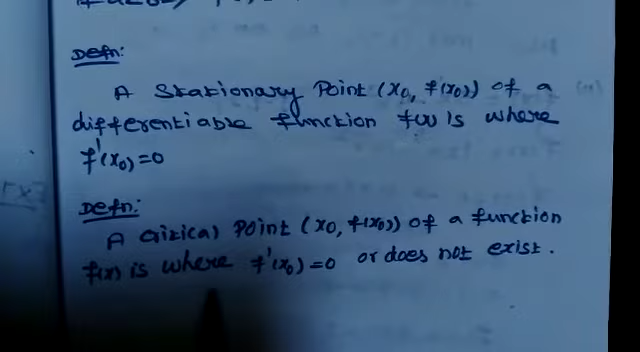 Defn:
A Stationary Point (x₀, f(x₀)) of a
differentiable function f(x) is where
f'(x₀) = 0
Defn:
A critical Point (x₀, f(x₀)) of a function
f(x) is where f'(x₀) = 0 or does not exist.